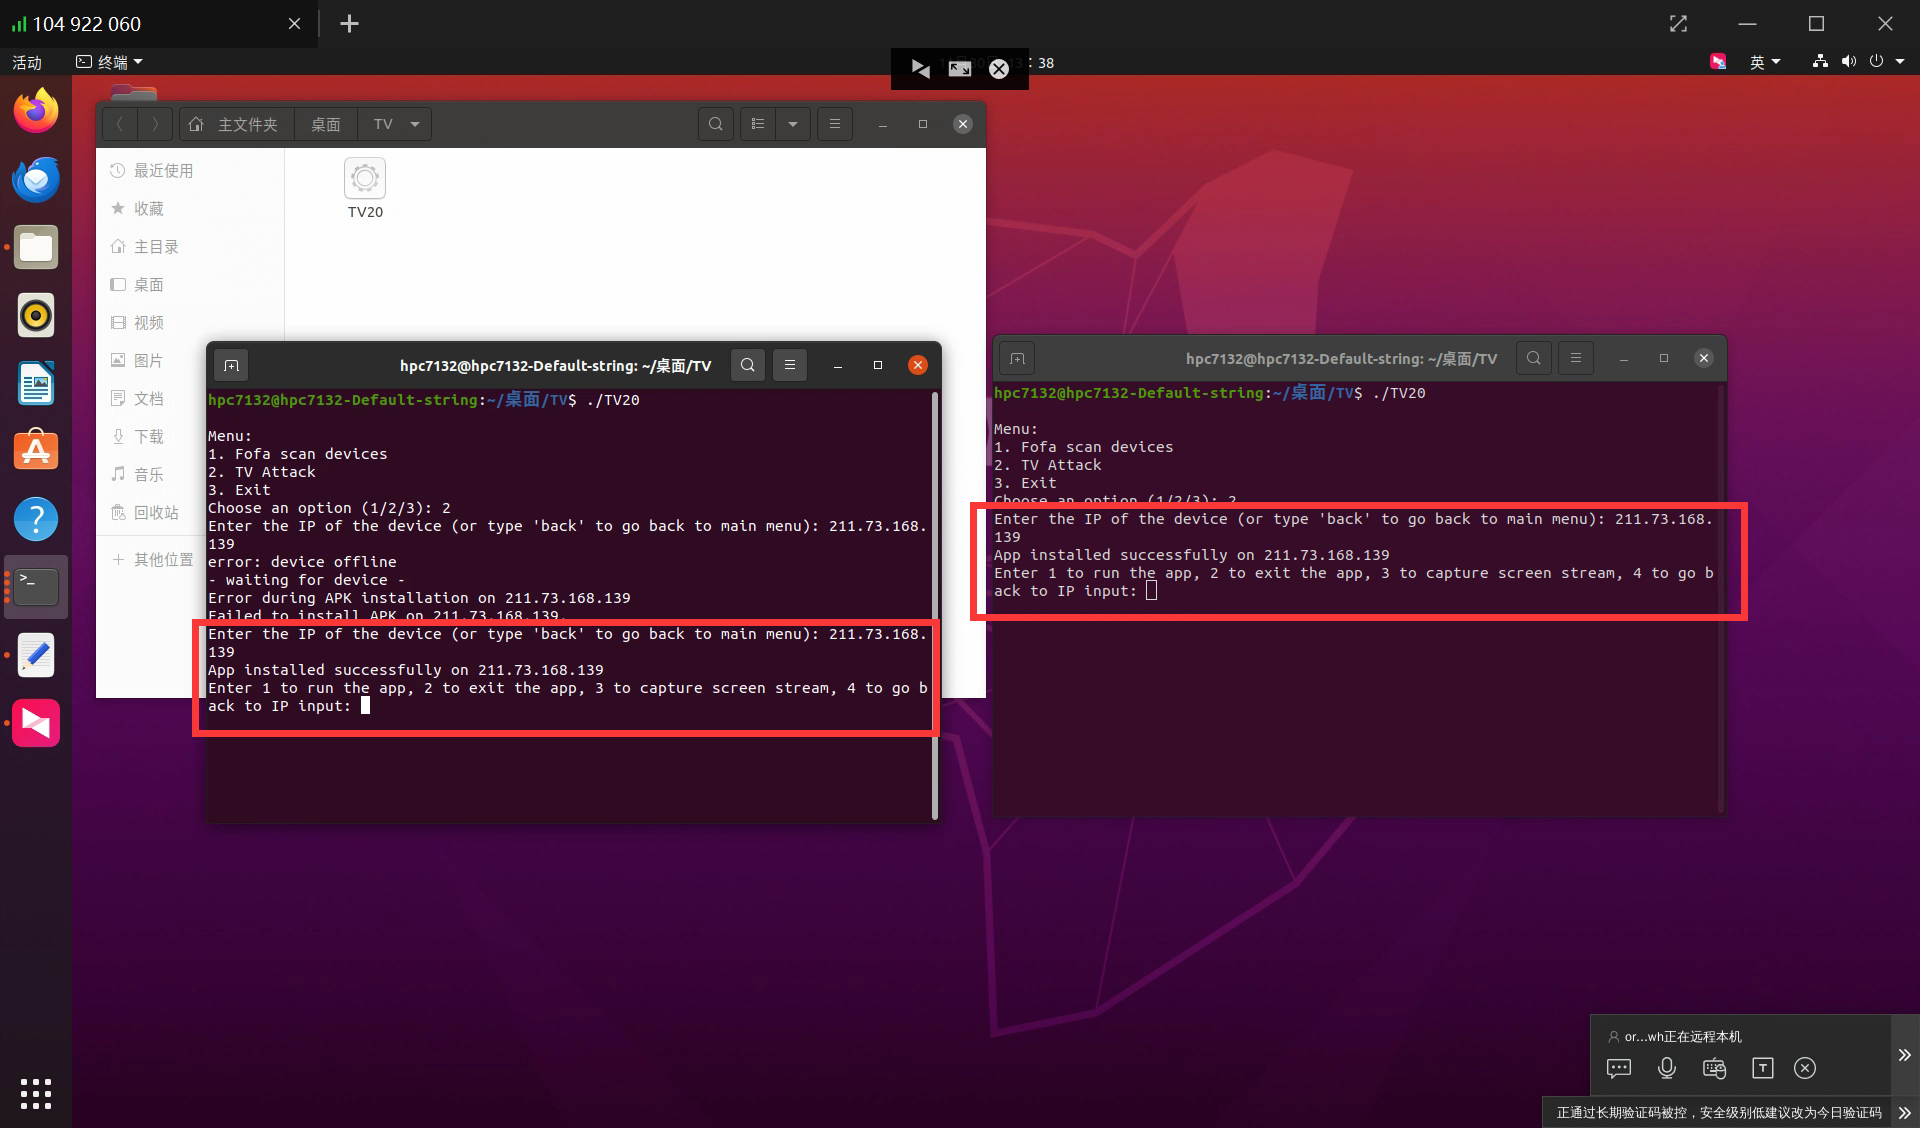 104 922 060
活动
终端
: 38
英
主文件夹
桌面
TV
最近使用
收藏
主目录
桌面
视频
图片
文档
下载
音乐
回收站
其他位置
TV20
hpc7132@hpc7132-Default-string: ~/桌面/TV
hpc7132@hpc7132-Default-string:~/桌面/TV$ ./TV20
Menu:
1. Fofa scan devices
2. TV Attack
3. Exit
Choose an option (1/2/3): 2
Enter the IP of the device (or type 'back' to go back to main menu): 211.73.168.
139
error: device offline
- waiting for device -
Error during APK installation on 211.73.168.139
Failed to install APK on 211.73.168.139.
Enter the IP of the device (or type 'back' to go back to main menu): 211.73.168.
139
App installed successfully on 211.73.168.139
Enter 1 to run the app, 2 to exit the app, 3 to capture screen stream, 4 to go b
ack to IP input:
hpc7132@hpc7132-Default-string: ~/桌面/TV
hpc7132@hpc7132-Default-string:~/桌面/TV$ ./TV20
Menu:
1. Fofa scan devices
2. TV Attack
3. Exit
Choose an option (1/2/3): 2
Enter the IP of the device (or type 'back' to go back to main menu): 211.73.168.
139
App installed successfully on 211.73.168.139
Enter 1 to run the app, 2 to exit the app, 3 to capture screen stream, 4 to go b
ack to IP input:
or...wh正在远程本机
正通过长期验证码被控，安全级别低建议改为今日验证码